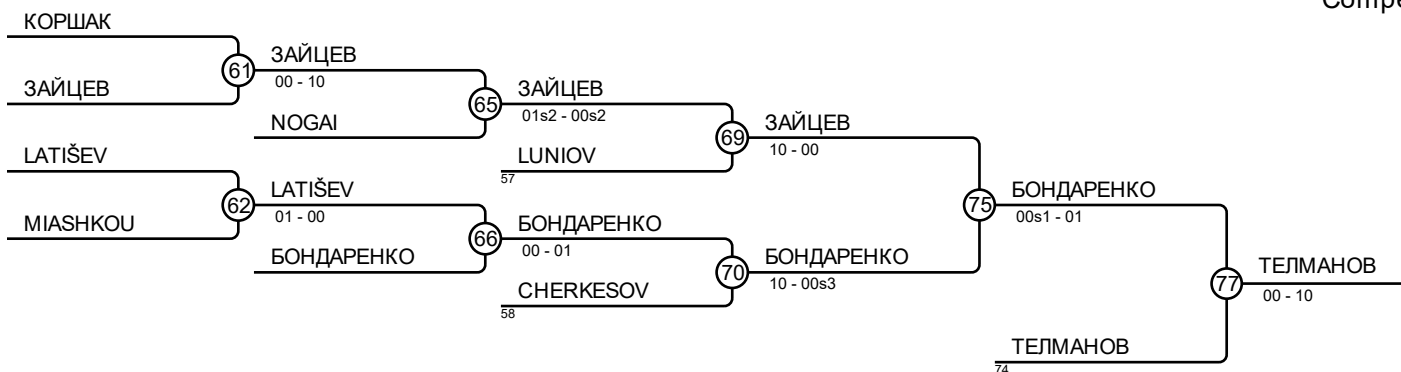 Compe
КОРШАК
61
ЗАЙЦЕВ
00 - 10
ЗАЙЦЕВ
65
ЗАЙЦЕВ
01s2 - 00s2
NOGAI
69
ЗАЙЦЕВ
10 - 00
LATIŠEV
LUNIOV
57
62
LATIŠEV
01 - 00
75
БОНДАРЕНКО
00s1 - 01
MIASHKOU
66
БОНДАРЕНКО
00 - 01
БОНДАРЕНКО
70
БОНДАРЕНКО
10 - 00s3
CHERKESOV
58
77
ТЕЛМАНОВ
00 - 10
ТЕЛМАНОВ
74